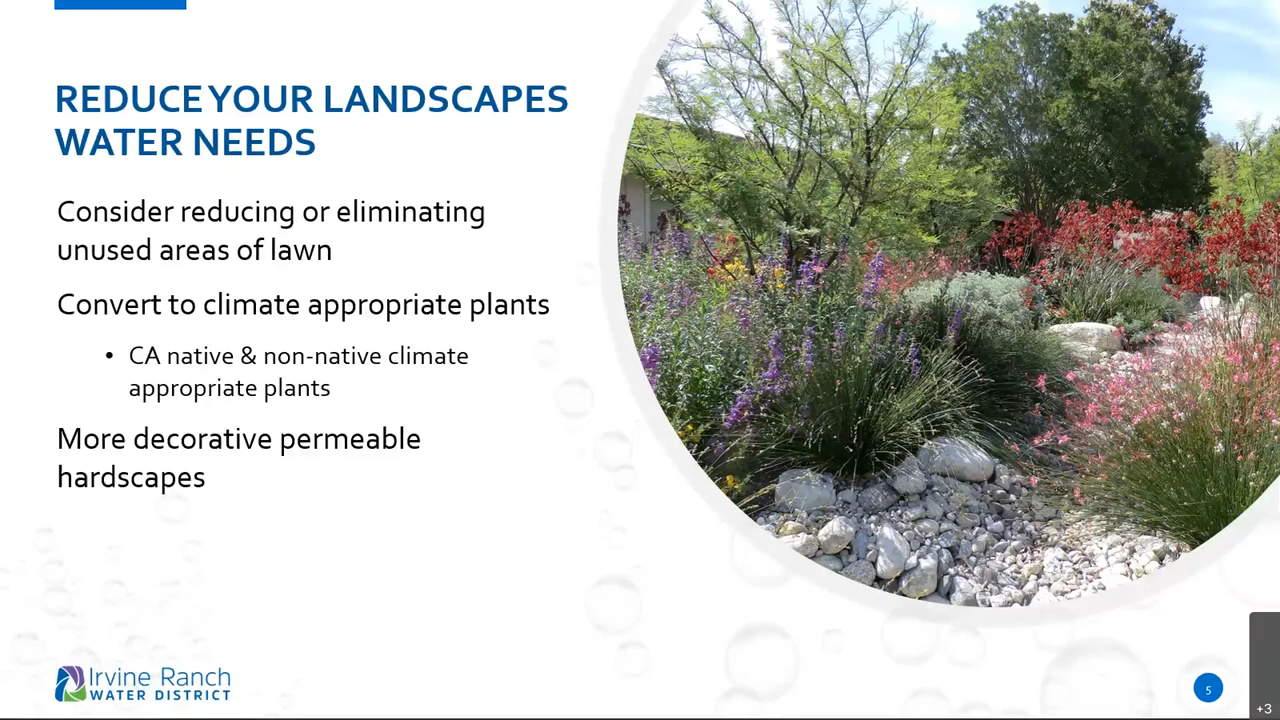 REDUCE YOUR LANDSCAPES
WATER NEEDS
Consider reducing or eliminating
unused areas of lawn
Convert to climate appropriate plants
• CA native & non-native climate
appropriate plants
More decorative permeable
hardscapes
Irvine Ranch
WATER DISTRICT
5
+3